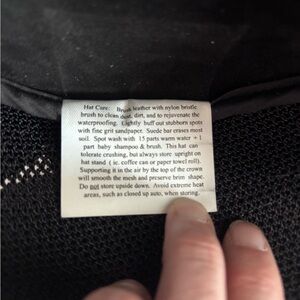 Hat Care: Brush leather with nylon bristle
brush to clean dust, dirt, and to rejuvenate the
waterproofing. Lightly buff out stubborn spots
with fine grit sandpaper. Suede bar erases most
soil. Spot wash with 15 parts warm water + 1
part baby shampoo & brush. This hat can
tolerate crushing, but always store upright on
hat stand ( ie. coffee can or paper towel roll).
Supporting it in the air by the top of the crown
will smooth the mesh and preserve brim shape.
Do not store upside down. Avoid extreme heat
areas, such as closed up auto, when storing.